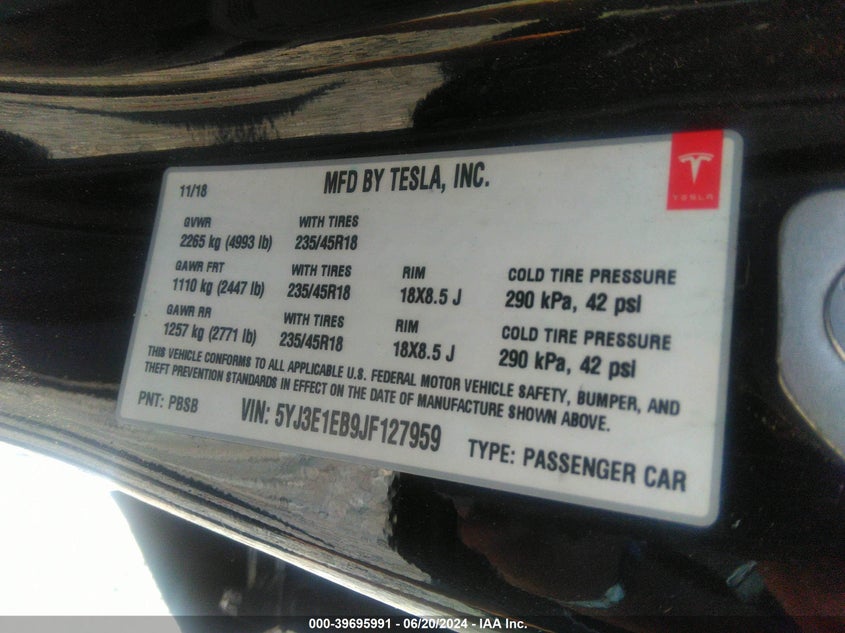 11/18
MFD BY TESLA, INC.
TESLA
GVWR WITH TIRES
2265 kg (4993 lb) 235/45R18
GAWR FRT WITH TIRES RIM COLD TIRE PRESSURE
1110 kg (2447 lb) 235/45R18 18X8.5 J 290 kPa, 42 psi
GAWR RR WITH TIRES RIM COLD TIRE PRESSURE
1257 kg (2771 lb) 235/45R18 18X8.5 J 290 kPa, 42 psi
THIS VEHICLE CONFORMS TO ALL APPLICABLE U.S. FEDERAL MOTOR VEHICLE SAFETY, BUMPER, AND
THEFT PREVENTION STANDARDS IN EFFECT ON THE DATE OF MANUFACTURE SHOWN ABOVE.
PNT: PBSB VIN: 5YJ3E1EB9JF127959 TYPE: PASSENGER CAR
000-39695991 - 06/20/2024 - IAA Inc.